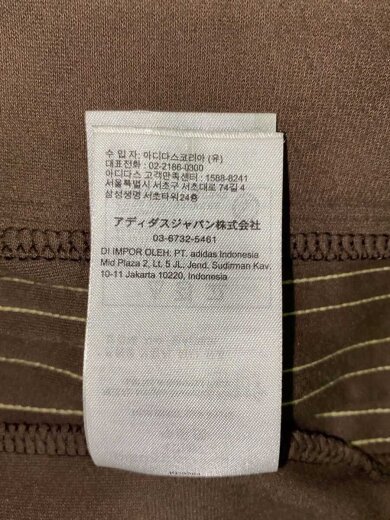 수 입 자: 아디다스코리아 (유)
대표전화 : 02-2186-0300
아디다스 고객만족센터 : 1588-8241
서울특별시 서초구 서초대로 74길 4
삼성생명 서초타워24층
アディダスジャパン株式会社
03-6732-5461
DI IMPOR OLEH: PT. adidas Indonesia
Mid Plaza 2, Lt. 5 JL. Jend. Sudirman Kav.
10-11 Jakarta 10220, Indonesia